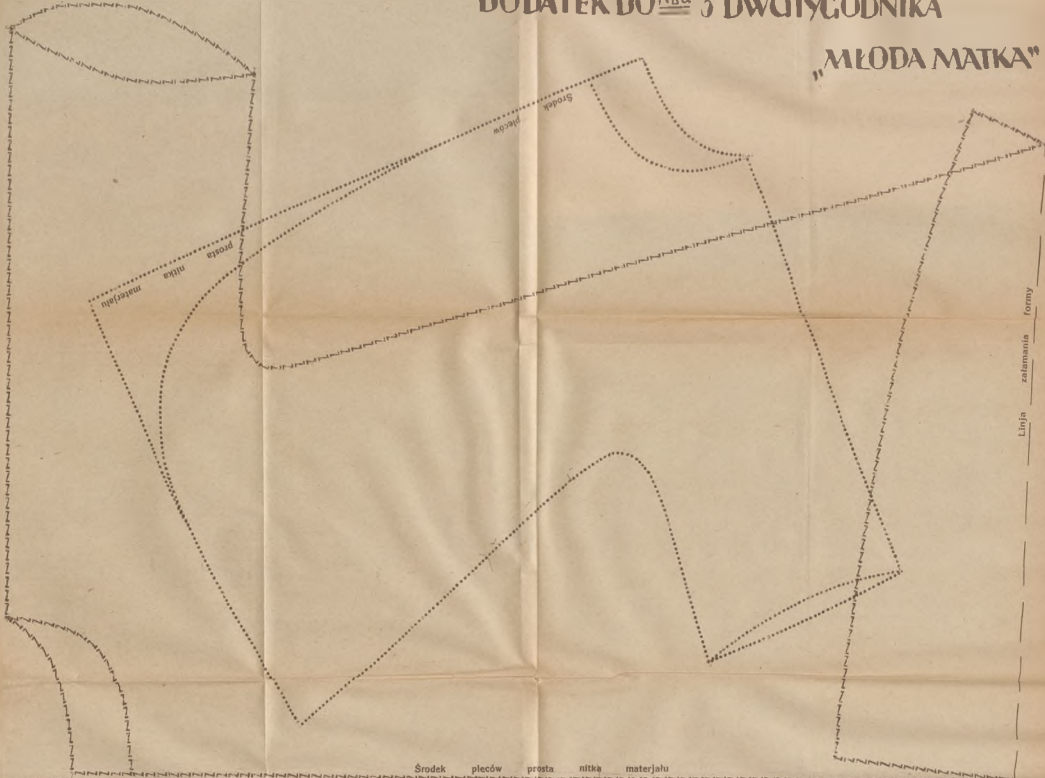 DODATEK DO NRU 3 DWUTYGODNIKA
„MŁODA MATKA”
Środek pleców
prosta nitka materjału
Linja załamania formy
Środek pleców prosta nitka materjału